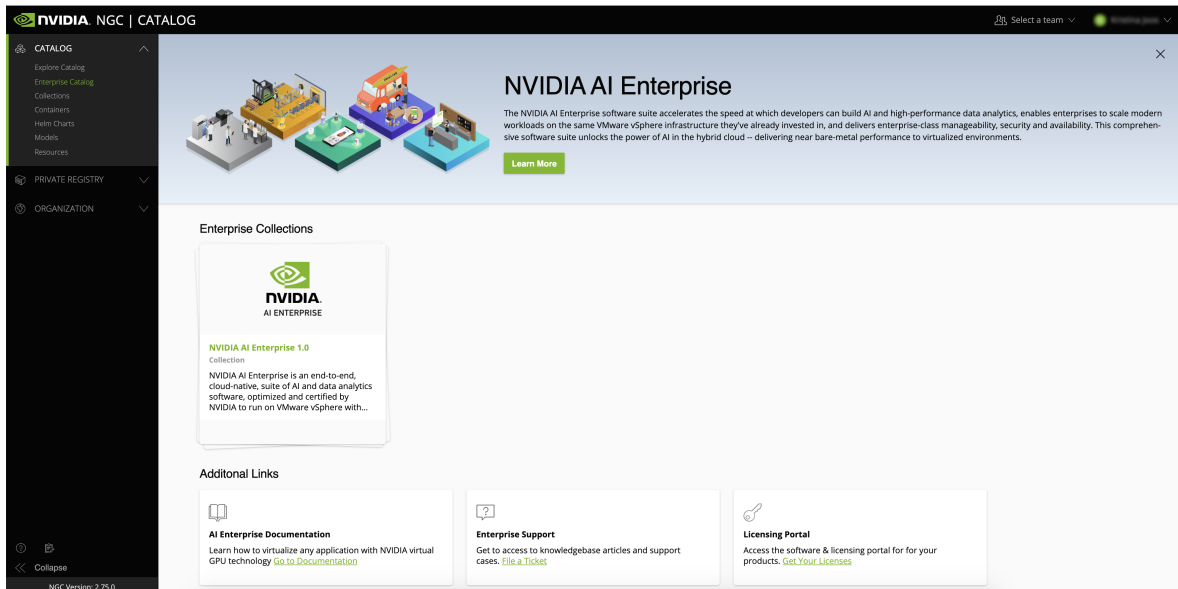 NVIDIA. NGC | CATALOG
Select a team
CATALOG
Explore Catalog
Enterprise Catalog
Collections
Containers
Helm Charts
Models
Resources
PRIVATE REGISTRY
ORGANIZATION
NVIDIA AI Enterprise
The NVIDIA AI Enterprise software suite accelerates the speed at which developers can build AI and high-performance data analytics, enables enterprises to scale modern
workloads on the same VMware vSphere infrastructure they've already invested in, and delivers enterprise-class manageability, security and availability. This comprehen-
sive software suite unlocks the power of AI in the hybrid cloud -- delivering near bare-metal performance to virtualized environments.
Learn More
Enterprise Collections
NVIDIA.
AI ENTERPRISE
NVIDIA AI Enterprise 1.0
Collection
NVIDIA AI Enterprise is an end-to-end,
cloud-native, suite of AI and data analytics
software, optimized and certified by
NVIDIA to run on VMware vSphere with...
Additonal Links
AI Enterprise Documentation
Learn how to virtualize any application with NVIDIA virtual
GPU technology Go to Documentation
Enterprise Support
Get to access to knowledgebase articles and support
cases. File a Ticket
Licensing Portal
Access the software & licensing portal for for your
products. Get Your Licenses
Collapse
NGC Version: 2.75.0